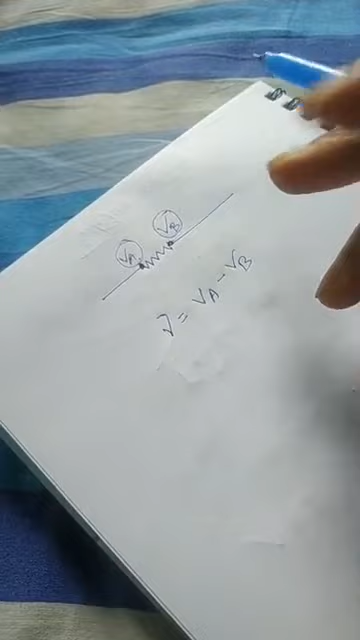 VA VB
V = VA - VB